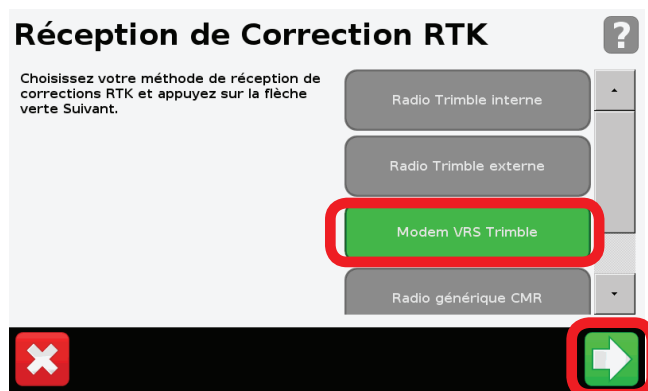 Réception de Correction RTK
?
Choisissez votre méthode de réception de
corrections RTK et appuyez sur la flèche
verte Suivant.
Radio Trimble interne
Radio Trimble externe
Modem VRS Trimble
Radio générique CMR